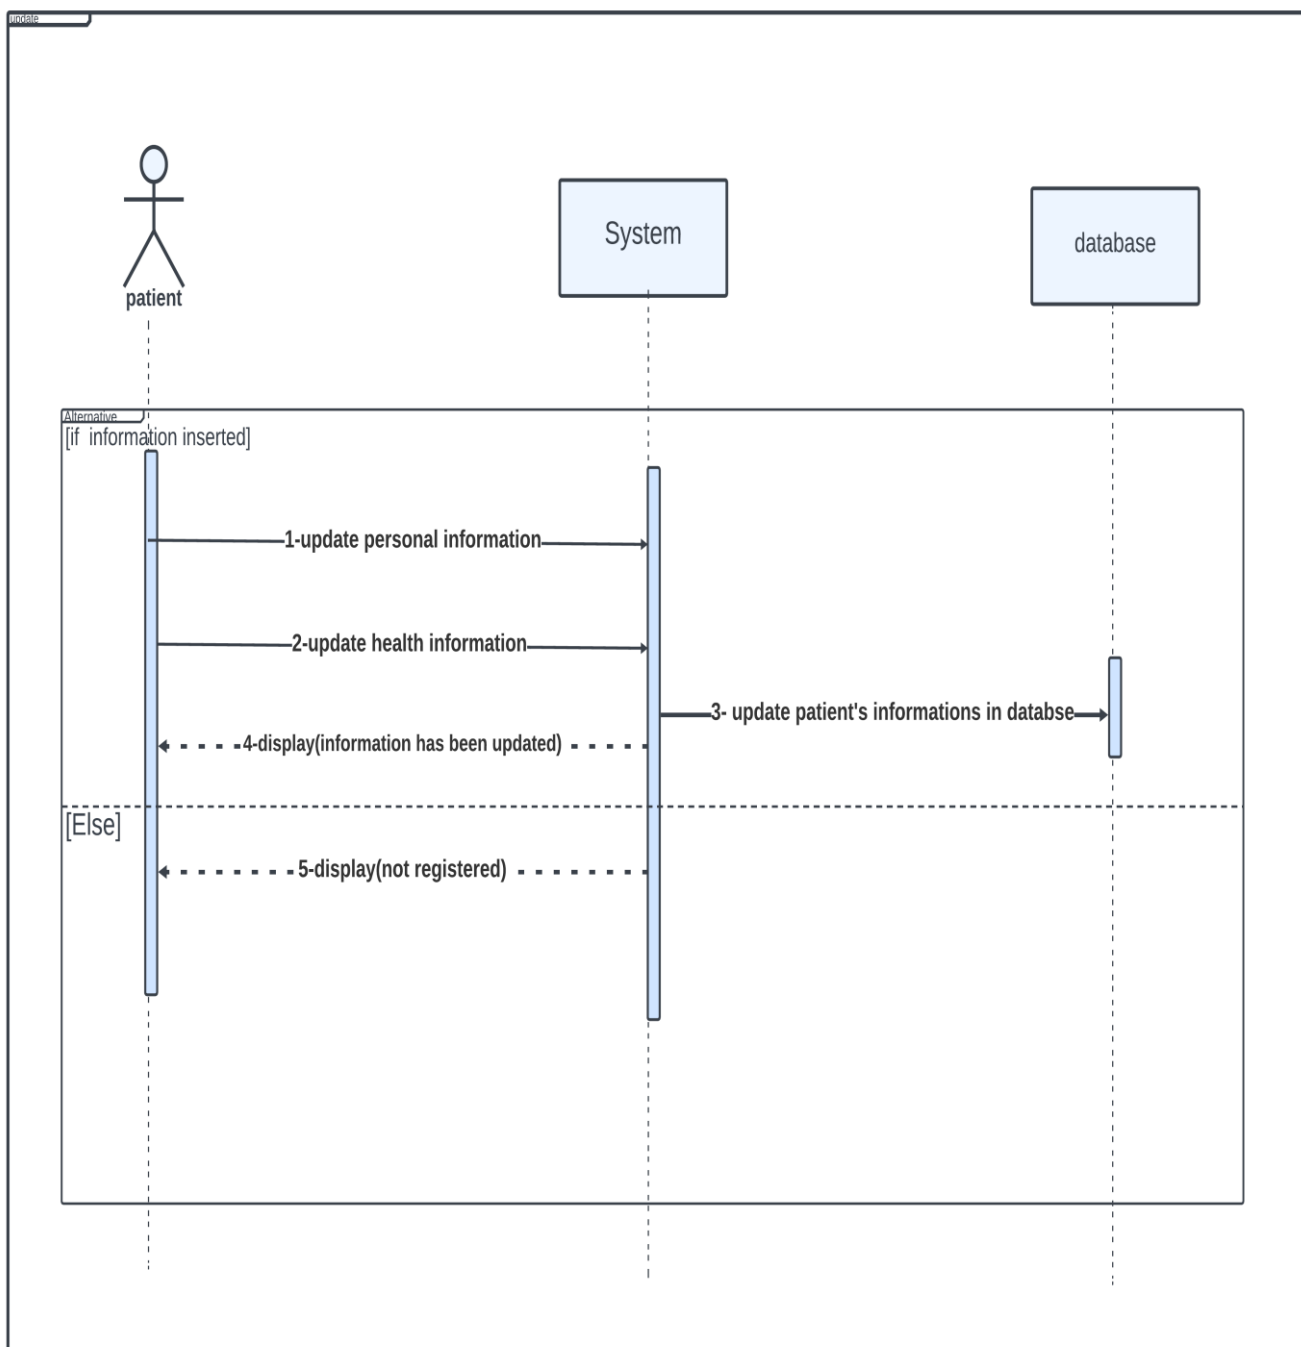 update
patient
System
database
Alternative
[if  information inserted]
1-update personal information
2-update health information
3- update patient's informations in databse
4-display(information has been updated)
[Else]
5-display(not registered)